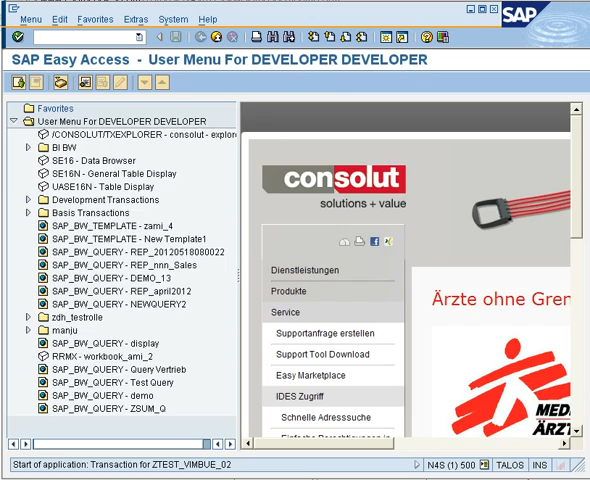 Menu Edit Favorites Extras System Help
SAP
SAP Easy Access - User Menu For DEVELOPER DEVELOPER
Favorites
User Menu For DEVELOPER DEVELOPER
/CONSOLUT/TXEXPLORER - consolut - explore
BI BW
SE16 - Data Browser
SE16N - General Table Display
UASE16N - Table Display
Development Transactions
Basis Transactions
SAP_BW_TEMPLATE - zami_4
SAP_BW_TEMPLATE - New Template1
SAP_BW_QUERY - REP_20120518080022
SAP_BW_QUERY - REP_nnn_Sales
SAP_BW_QUERY - DEMO_13
SAP_BW_QUERY - REP_april2012
SAP_BW_QUERY - NEWQUERY2
zdh_testrolle
manju
SAP_BW_QUERY - display
RRMX - workbook_ami_2
SAP_BW_QUERY - Query Vertrieb
SAP_BW_QUERY - Test Query
SAP_BW_QUERY - demo
SAP_BW_QUERY - ZSUM_Q
consolut
solutions + value
Dienstleistungen
Produkte
Service
Supportanfrage erstellen
Support Tool Download
Easy Marketplace
IDES Zugriff
Schnelle Adresssuche
Einfache Berechtigungen in
Ärzte ohne Gren
MED
ÄRZT
Start of application: Transaction for ZTEST_VIMBUE_02
N4S (1) 500 TALOS INS